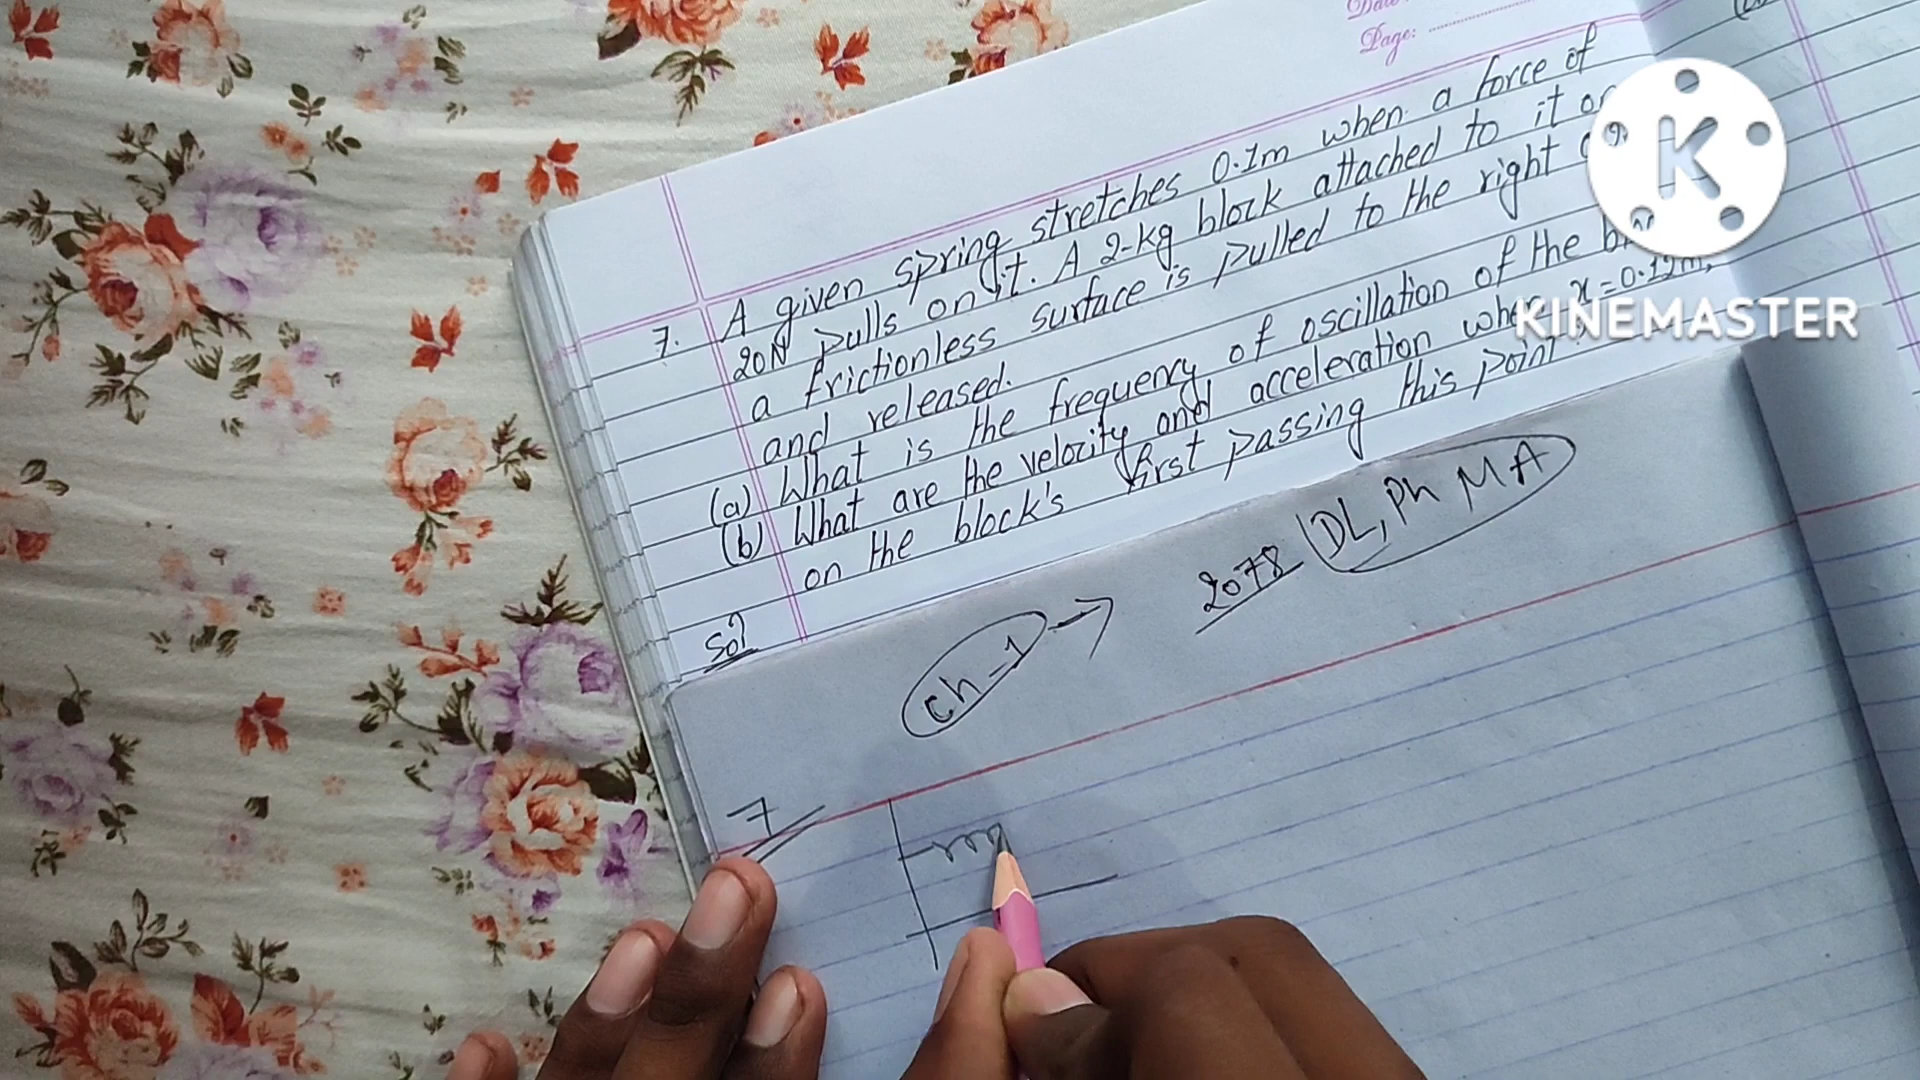 Date
Page:
7. A given spring stretches 0.1m when a force of
20N pulls on it. A 2-kg block attached to it on
a frictionless surface is pulled to the right
and released.
(a) What is the frequency of oscillation of the
(b) What are the velocity and acceleration when x = 0.12m,
on the block's first passing this point?
Sol
Ch-1 → 2078 DL, Ph MA
7
K
KINEMASTER